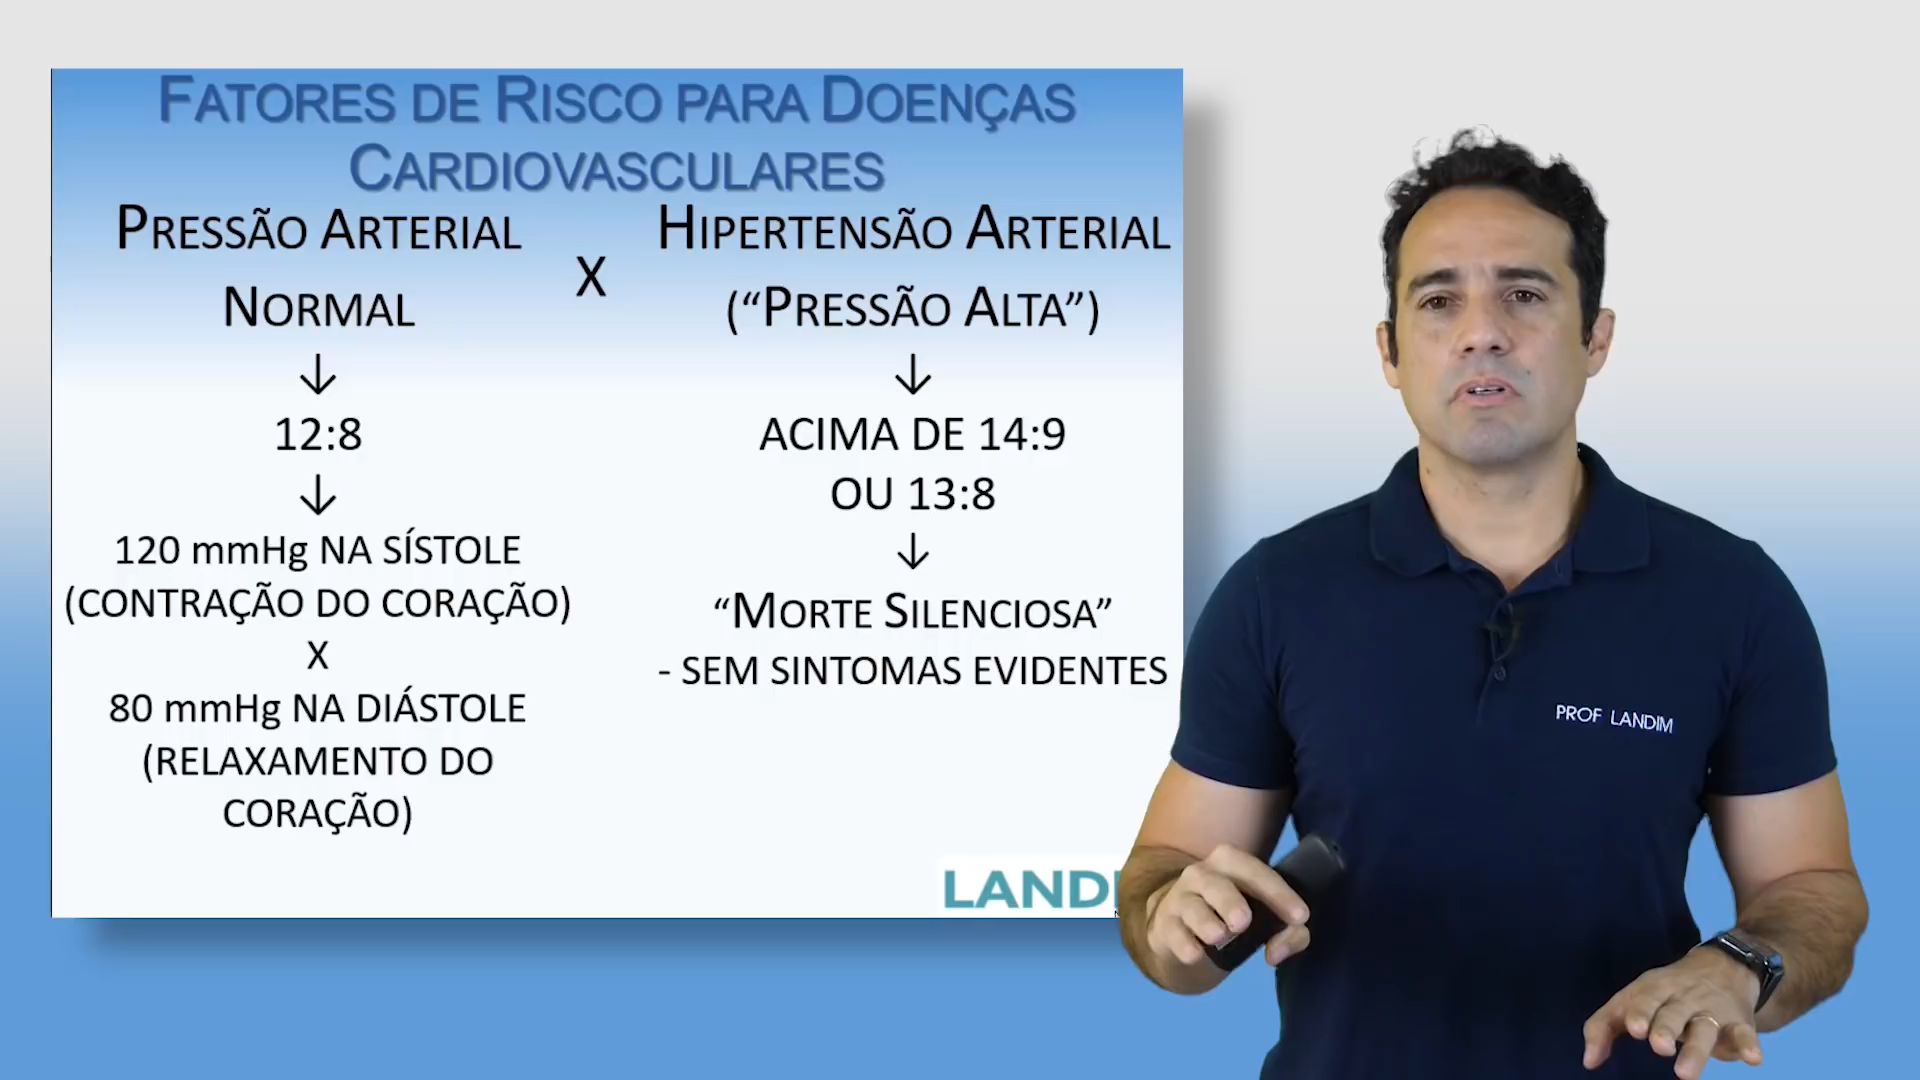 FATORES DE RISCO PARA DOENÇAS
CARDIOVASCULARES
PRESSÃO ARTERIAL
NORMAL
↓
12:8
↓
120 mmHg NA SÍSTOLE
(CONTRAÇÃO DO CORAÇÃO)
X
80 mmHg NA DIÁSTOLE
(RELAXAMENTO DO
CORAÇÃO)
X
HIPERTENSÃO ARTERIAL
(“PRESSÃO ALTA”)
↓
ACIMA DE 14:9
OU 13:8
↓
“MORTE SILENCIOSA”
- SEM SINTOMAS EVIDENTES
PROF LANDIM